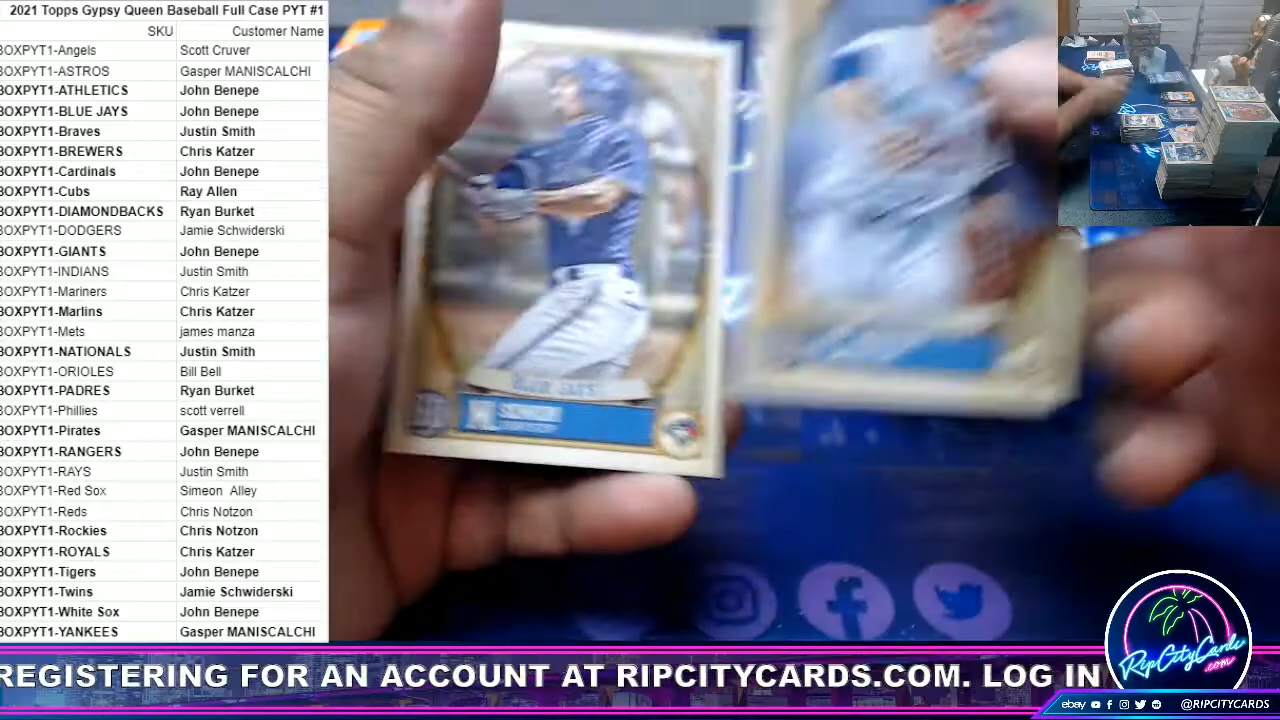 2021 Topps Gypsy Queen Baseball Full Case PYT #1
SKU Customer Name
BOXPYT1-Angels Scott Cruver
BOXPYT1-ASTROS Gasper MANISCALCHI
BOXPYT1-ATHLETICS John Benepe
BOXPYT1-BLUE JAYS John Benepe
BOXPYT1-Braves Justin Smith
BOXPYT1-BREWERS Chris Katzer
BOXPYT1-Cardinals John Benepe
BOXPYT1-Cubs Ray Allen
BOXPYT1-DIAMONDBACKS Ryan Burket
BOXPYT1-DODGERS Jamie Schwiderski
BOXPYT1-GIANTS John Benepe
BOXPYT1-INDIANS Justin Smith
BOXPYT1-Mariners Chris Katzer
BOXPYT1-Marlins Chris Katzer
BOXPYT1-Mets james manza
BOXPYT1-NATIONALS Justin Smith
BOXPYT1-ORIOLES Bill Bell
BOXPYT1-PADRES Ryan Burket
BOXPYT1-Phillies scott verrell
BOXPYT1-Pirates Gasper MANISCALCHI
BOXPYT1-RANGERS John Benepe
BOXPYT1-RAYS Justin Smith
BOXPYT1-Red Sox Simeon Alley
BOXPYT1-Reds Chris Notzon
BOXPYT1-Rockies Chris Notzon
BOXPYT1-ROYALS Chris Katzer
BOXPYT1-Tigers John Benepe
BOXPYT1-Twins Jamie Schwiderski
BOXPYT1-White Sox John Benepe
BOXPYT1-YANKEES Gasper MANISCALCHI
BLUE JAYS
REGISTERING FOR AN ACCOUNT AT RIPCITYCARDS.COM. LOG IN
RipCityCards
.com
ebay @RIPCITYCARDS